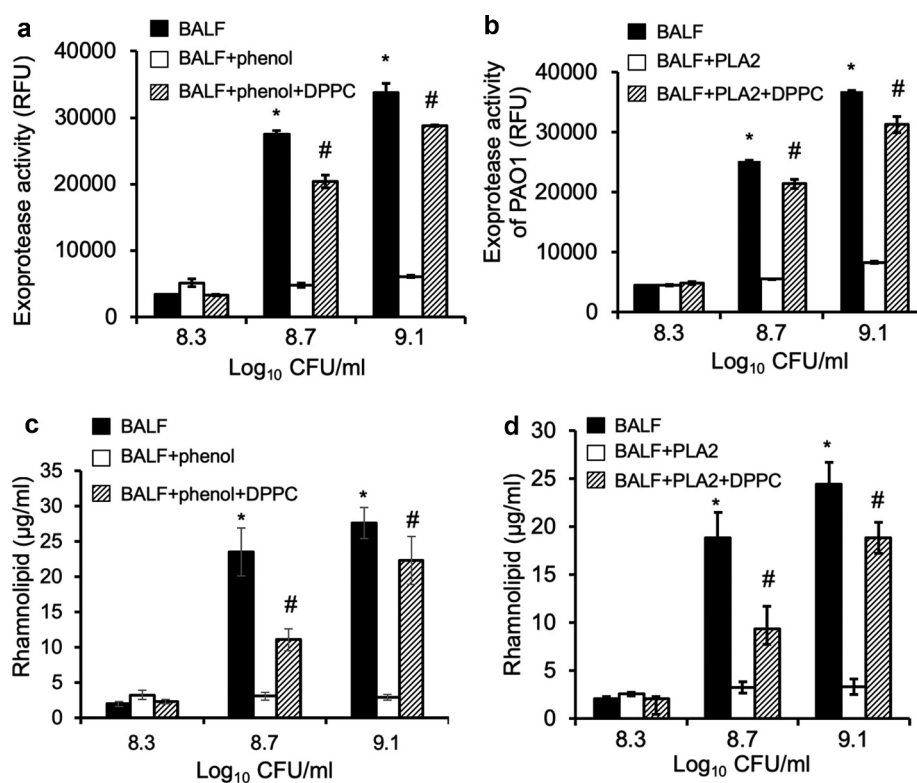 a
BALF
BALF+phenol
BALF+phenol+DPPC
Exoprotease activity (RFU)
40000
30000
20000
10000
0
*
#
*
#
8.3
8.7
9.1
Log10 CFU/ml
b
BALF
BALF+PLA2
BALF+PLA2+DPPC
Exoprotease activity
of PAO1 (RFU)
40000
30000
20000
10000
0
*
#
*
#
8.3
8.7
9.1
Log10 CFU/ml
c
BALF
BALF+phenol
BALF+phenol+DPPC
Rhamnolipid (µg/ml)
35
30
25
20
15
10
5
0
*
#
*
#
8.3
8.7
9.1
Log10 CFU/ml
d
BALF
BALF+PLA2
BALF+PLA2+DPPC
Rhamnolipid (µg/ml)
30
25
20
15
10
5
0
*
#
*
#
8.3
8.7
9.1
Log10 CFU/ml